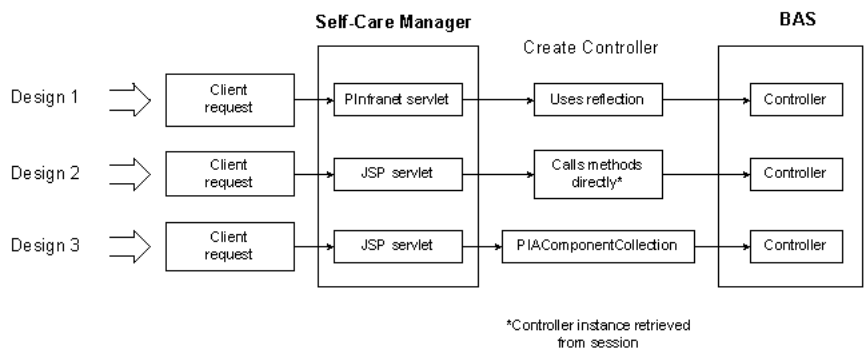 Self-Care Manager
Create Controller
BAS
Design 1
Client
request
PInfranet servlet
Uses reflection
Controller
Design 2
Client
request
JSP servlet
Calls methods
directly*
Controller
Design 3
Client
request
JSP servlet
PIAComponentCollection
Controller
*Controller instance retrieved
from session